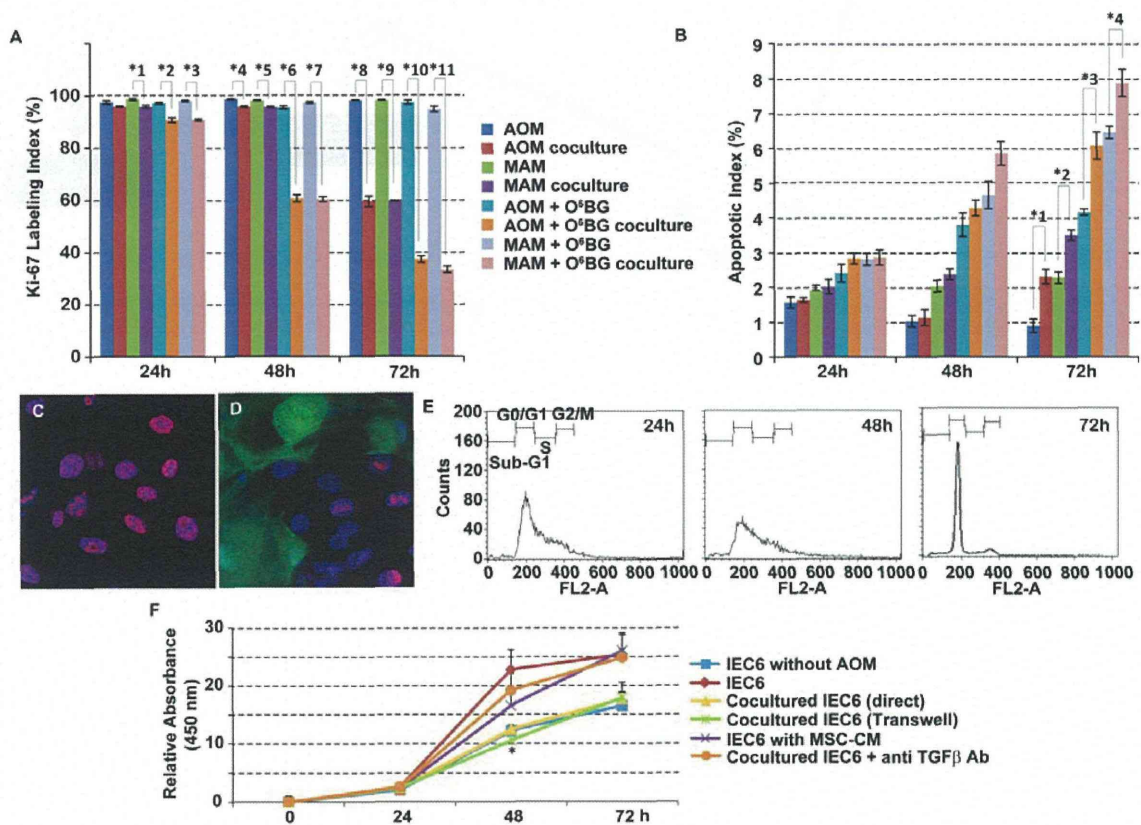 A
Ki-67 Labeling Index (%)
100
80
60
40
20
0
*1 *2 *3
*4 *5 *6 *7
*8 *9 *10 *11
24h 48h 72h
AOM
AOM coculture
MAM
MAM coculture
AOM + O⁶BG
AOM + O⁶BG coculture
MAM + O⁶BG
MAM + O⁶BG coculture
B
Apoptotic Index (%)
9
8
7
6
5
4
3
2
1
0
*1 *2 *3 *4
24h 48h 72h
C
D
E
Counts
200
160
120
80
40
0
G0/G1 G2/M
S
Sub-G1
24h
0 200 400 600 800 1000
FL2-A
48h
0 200 400 600 800 1000
FL2-A
72h
0 200 400 600 800 1000
FL2-A
F
Relative Absorbance
(450 nm)
30
20
10
0
*
0 24 48 72 h
IEC6 without AOM
IEC6
Cocultured IEC6 (direct)
Cocultured IEC6 (Transwell)
IEC6 with MSC-CM
Cocultured IEC6 + anti TGFβ Ab